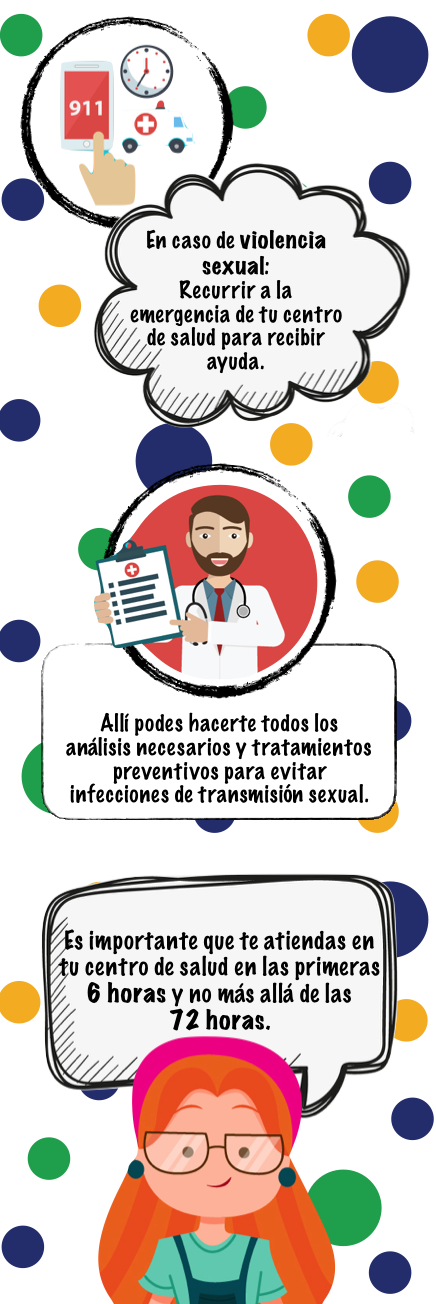 911
En caso de violencia
sexual:
Recurrir a la
emergencia de tu centro
de salud para recibir
ayuda.
Allí podes hacerte todos los
análisis necesarios y tratamientos
preventivos para evitar
infecciones de transmisión sexual.
Es importante que te atiendas en
tu centro de salud en las primeras
6 horas y no más allá de las
72 horas.